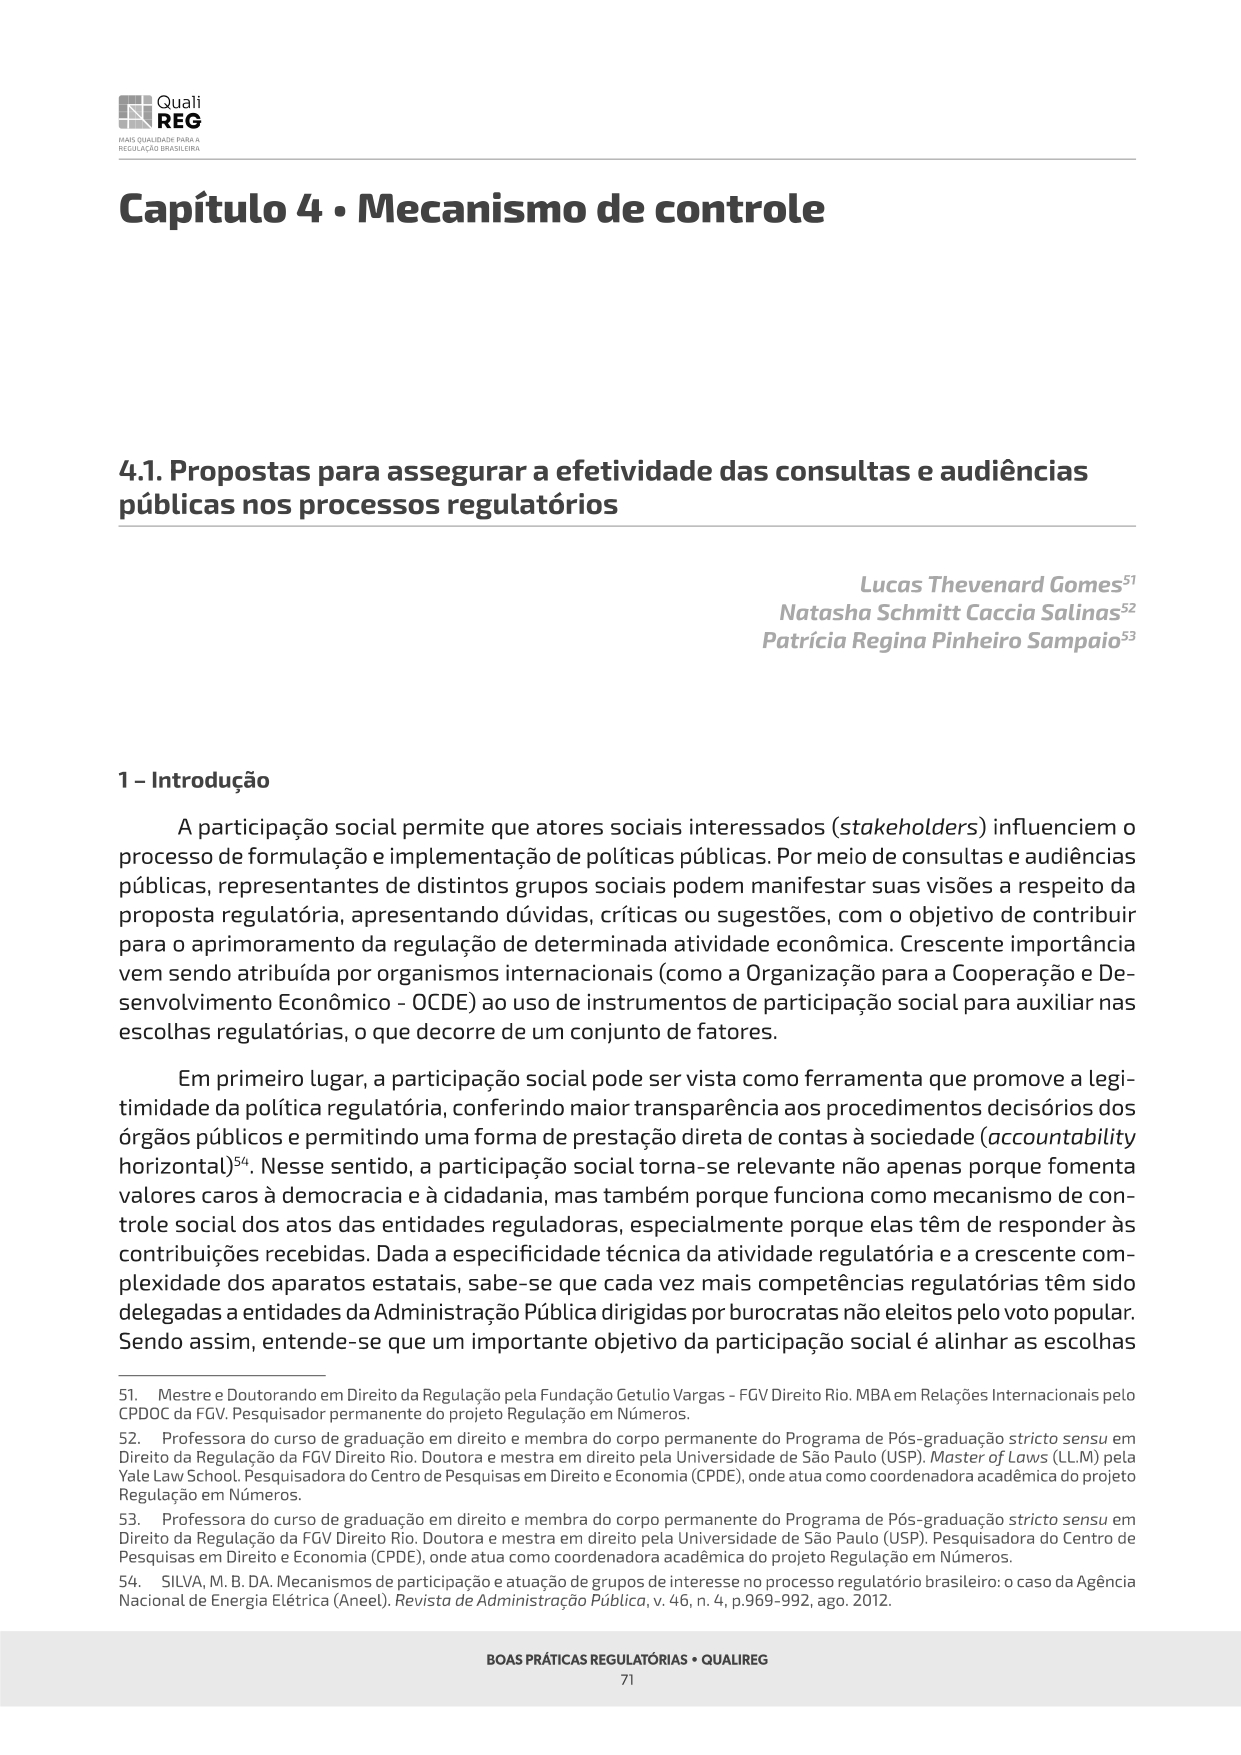 Quali
REG
MAIS QUALIDADE PARA A
REGULAÇÃO BRASILEIRA
Capítulo 4 • Mecanismo de controle
4.1. Propostas para assegurar a efetividade das consultas e audiências
públicas nos processos regulatórios
Lucas Thevenard Gomes51
Natasha Schmitt Caccia Salinas52
Patrícia Regina Pinheiro Sampaio53
1 – Introdução
A participação social permite que atores sociais interessados (stakeholders) influenciem o
processo de formulação e implementação de políticas públicas. Por meio de consultas e audiências
públicas, representantes de distintos grupos sociais podem manifestar suas visões a respeito da
proposta regulatória, apresentando dúvidas, críticas ou sugestões, com o objetivo de contribuir
para o aprimoramento da regulação de determinada atividade econômica. Crescente importância
vem sendo atribuída por organismos internacionais (como a Organização para a Cooperação e De-
senvolvimento Econômico - OCDE) ao uso de instrumentos de participação social para auxiliar nas
escolhas regulatórias, o que decorre de um conjunto de fatores.
Em primeiro lugar, a participação social pode ser vista como ferramenta que promove a legi-
timidade da política regulatória, conferindo maior transparência aos procedimentos decisórios dos
órgãos públicos e permitindo uma forma de prestação direta de contas à sociedade (accountability
horizontal)54. Nesse sentido, a participação social torna-se relevante não apenas porque fomenta
valores caros à democracia e à cidadania, mas também porque funciona como mecanismo de con-
trole social dos atos das entidades reguladoras, especialmente porque elas têm de responder às
contribuições recebidas. Dada a especificidade técnica da atividade regulatória e a crescente com-
plexidade dos aparatos estatais, sabe-se que cada vez mais competências regulatórias têm sido
delegadas a entidades da Administração Pública dirigidas por burocratas não eleitos pelo voto popular.
Sendo assim, entende-se que um importante objetivo da participação social é alinhar as escolhas
51. Mestre e Doutorando em Direito da Regulação pela Fundação Getulio Vargas - FGV Direito Rio. MBA em Relações Internacionais pelo
CPDOC da FGV. Pesquisador permanente do projeto Regulação em Números.
52. Professora do curso de graduação em direito e membra do corpo permanente do Programa de Pós-graduação stricto sensu em
Direito da Regulação da FGV Direito Rio. Doutora e mestra em direito pela Universidade de São Paulo (USP). Master of Laws (LL.M) pela
Yale Law School. Pesquisadora do Centro de Pesquisas em Direito e Economia (CPDE), onde atua como coordenadora acadêmica do projeto
Regulação em Números.
53. Professora do curso de graduação em direito e membra do corpo permanente do Programa de Pós-graduação stricto sensu em
Direito da Regulação da FGV Direito Rio. Doutora e mestra em direito pela Universidade de São Paulo (USP). Pesquisadora do Centro de
Pesquisas em Direito e Economia (CPDE), onde atua como coordenadora acadêmica do projeto Regulação em Números.
54. SILVA, M. B. DA. Mecanismos de participação e atuação de grupos de interesse no processo regulatório brasileiro: o caso da Agência
Nacional de Energia Elétrica (Aneel). Revista de Administração Pública, v. 46, n. 4, p.969-992, ago. 2012.
BOAS PRÁTICAS REGULATÓRIAS • QUALIREG
71